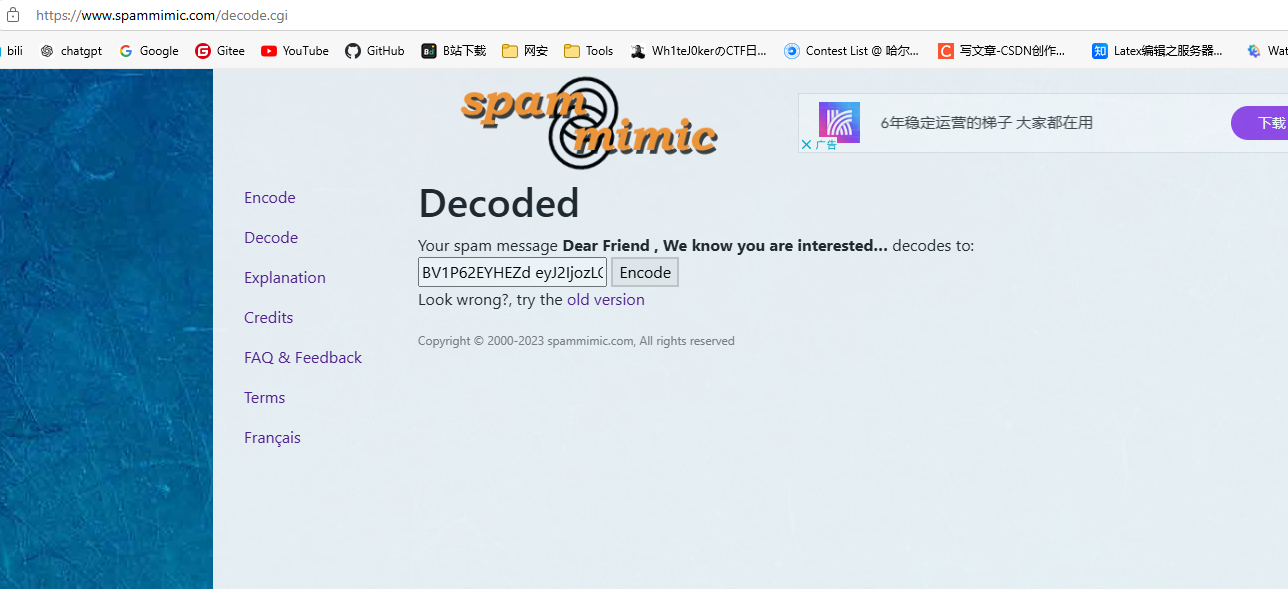 https://www.spammimic.com/decode.cgi
bili chatgpt Google Gitee YouTube GitHub B站下载 网安 Tools Wh1teJ0kerのCTF日... Contest List @ 哈尔... 写文章-CSDN创作... Latex编辑之服务器... Wat
spam
mimic
6年稳定运营的梯子 大家都在用
下载
广告
Encode
Decode
Explanation
Credits
FAQ & Feedback
Terms
Français
Decoded
Your spam message Dear Friend , We know you are interested... decodes to:
BV1P62EYHEZd eyJ2IjozL Encode
Look wrong?, try the old version
Copyright © 2000-2023 spammimic.com, All rights reserved